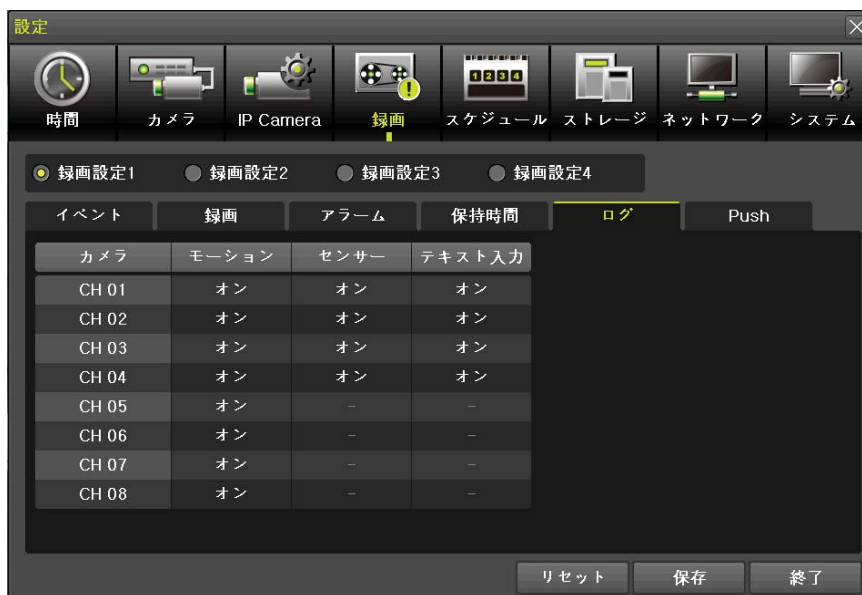 設定
時間 カメラ IP Camera 録画 スケジュール ストレージ ネットワーク システム
1 2 3 4
録画設定1 録画設定2 録画設定3 録画設定4
イベント 録画 アラーム 保持時間 ログ Push
カメラ モーション センサー テキスト入力
CH 01 オン オン オン
CH 02 オン オン オン
CH 03 オン オン オン
CH 04 オン オン オン
CH 05 オン – –
CH 06 オン – –
CH 07 オン – –
CH 08 オン – –
リセット 保存 終了